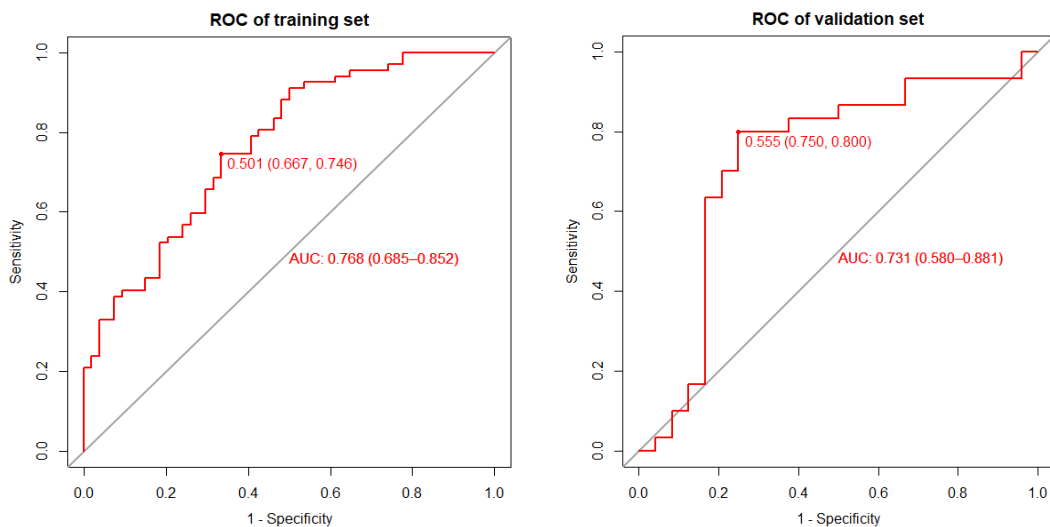 ROC of training set
Sensitivity
1.0
0.8
0.6
0.4
0.2
0.0
0.501 (0.667, 0.746)
AUC: 0.768 (0.685–0.852)
0.0 0.2 0.4 0.6 0.8 1.0
1 - Specificity
ROC of validation set
Sensitivity
1.0
0.8
0.6
0.4
0.2
0.0
0.555 (0.750, 0.800)
AUC: 0.731 (0.580–0.881)
0.0 0.2 0.4 0.6 0.8 1.0
1 - Specificity